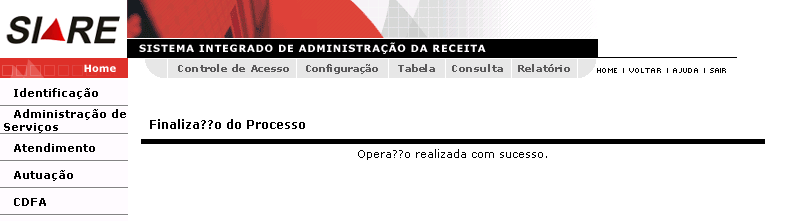 SIARE
SISTEMA INTEGRADO DE ADMINISTRAÇÃO DA RECEITA
Home
Controle de Acesso Configuração Tabela Consulta Relatório
HOME | VOLTAR | AJUDA | SAIR
Identificação
Administração de
Serviços
Atendimento
Autuação
CDFA
Finaliza??o do Processo
Opera??o realizada com sucesso.